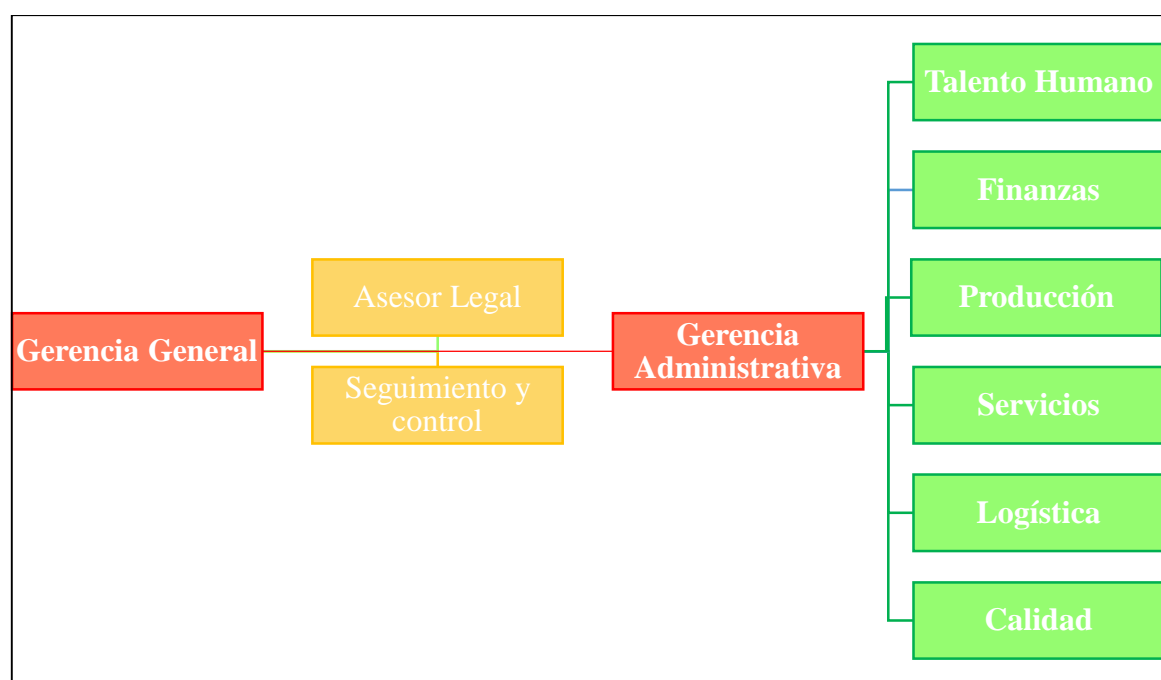 Gerencia General
Asesor Legal
Seguimiento y
control
Gerencia
Administrativa
Talento Humano
Finanzas
Producción
Servicios
Logística
Calidad